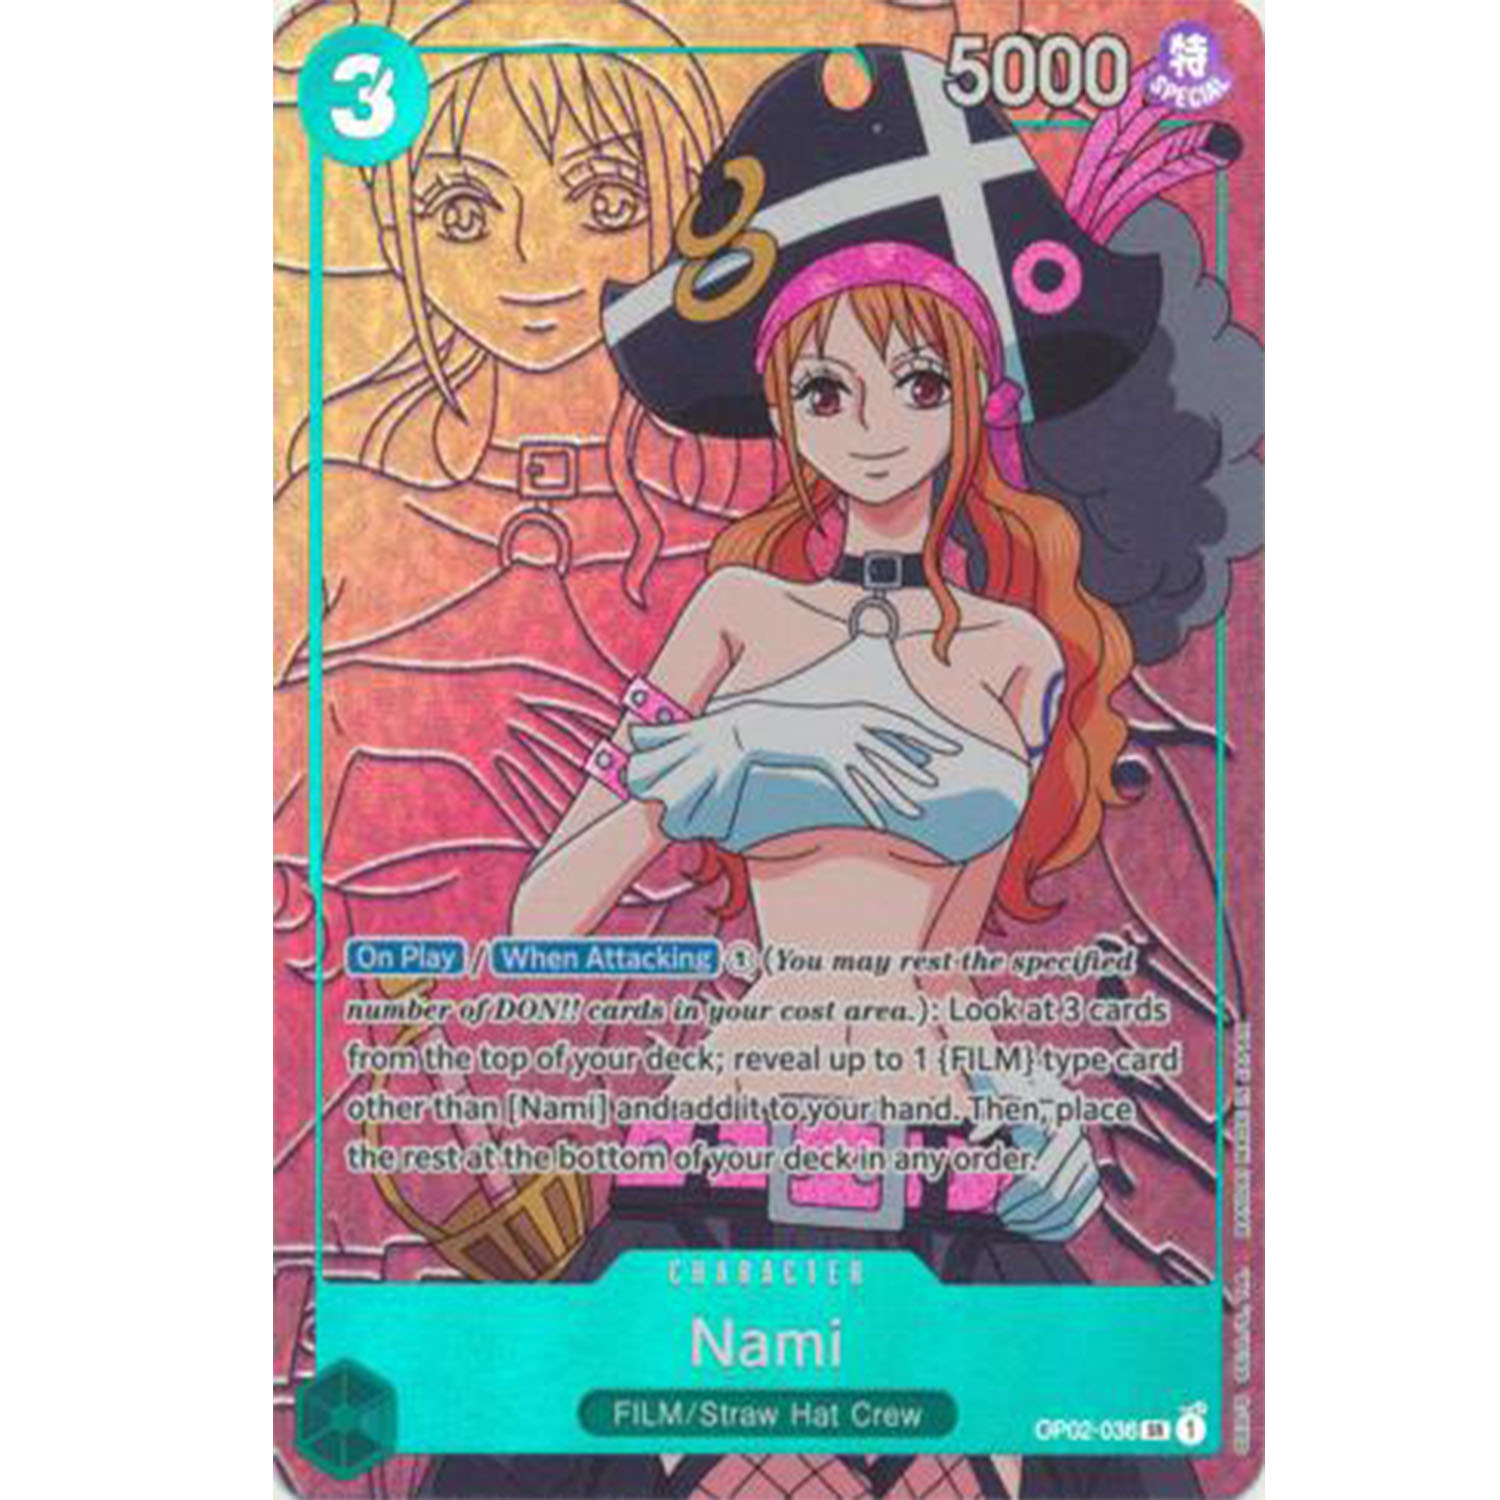 3
5000
特
SPECIAL
On Play / When Attacking ① (You may rest the specified
number of DON!! cards in your cost area.): Look at 3 cards
from the top of your deck; reveal up to 1 {FILM} type card
other than [Nami] and add it to your hand. Then, place
the rest at the bottom of your deck in any order.
CHARACTER
Nami
FILM/Straw Hat Crew
OP02-036 SR 1